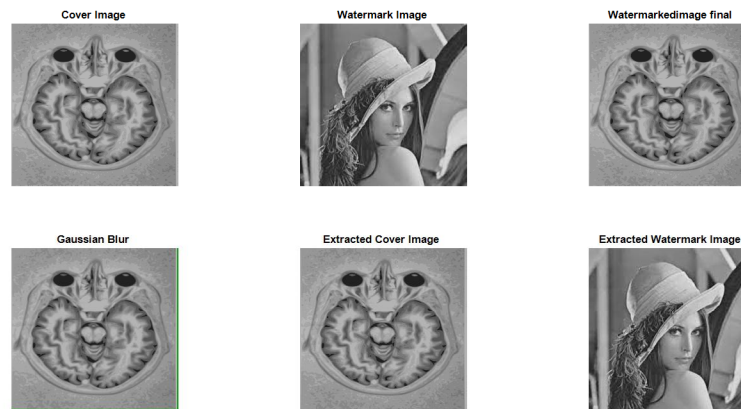 Cover Image
Watermark Image
Watermarkedimage final
Gaussian Blur
Extracted Cover Image
Extracted Watermark Image